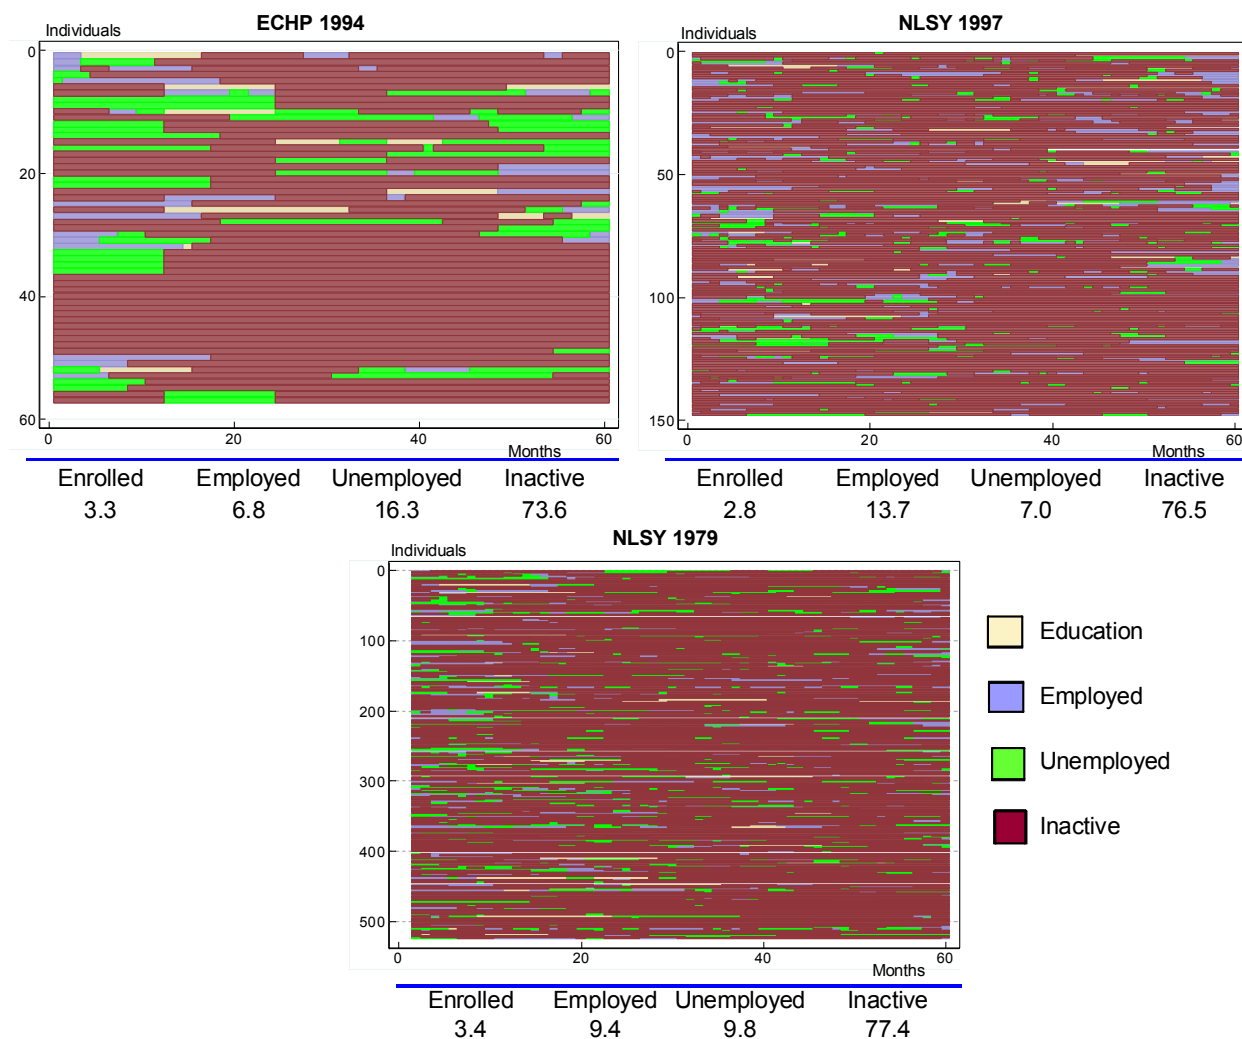 ECHP 1994
Individuals
0
20
40
60
0 20 40 60
Months
Enrolled Employed Unemployed Inactive
3.3 6.8 16.3 73.6
NLSY 1997
Individuals
0
50
100
150
0 20 40 60
Months
Enrolled Employed Unemployed Inactive
2.8 13.7 7.0 76.5
NLSY 1979
Individuals
0
100
200
300
400
500
0 20 40 60
Months
Enrolled Employed Unemployed Inactive
3.4 9.4 9.8 77.4
Education
Employed
Unemployed
Inactive